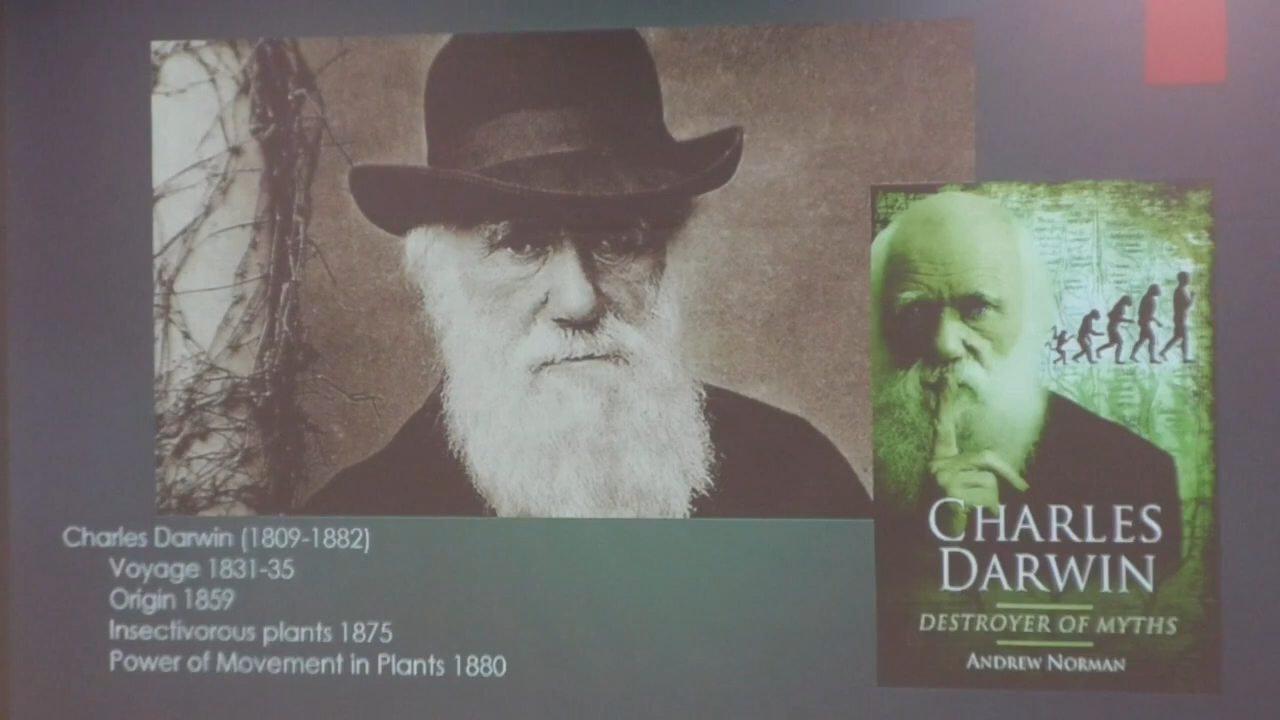 Charles Darwin (1809-1882)
Voyage 1831-35
Origin 1859
Insectivorous plants 1875
Power of Movement in Plants 1880
CHARLES
DARWIN
DESTROYER OF MYTHS
ANDREW NORMAN